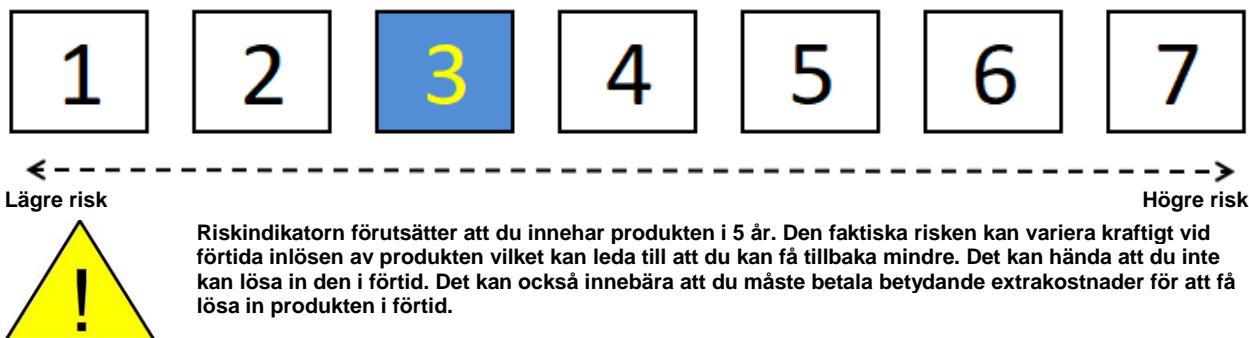 1 2 3 4 5 6 7
Lägre risk Högre risk
!
Riskindikatorn förutsätter att du innehar produkten i 5 år. Den faktiska risken kan variera kraftigt vid
förtida inlösen av produkten vilket kan leda till att du kan få tillbaka mindre. Det kan hända att du inte
kan lösa in den i förtid. Det kan också innebära att du måste betala betydande extrakostnader för att få
lösa in produkten i förtid.